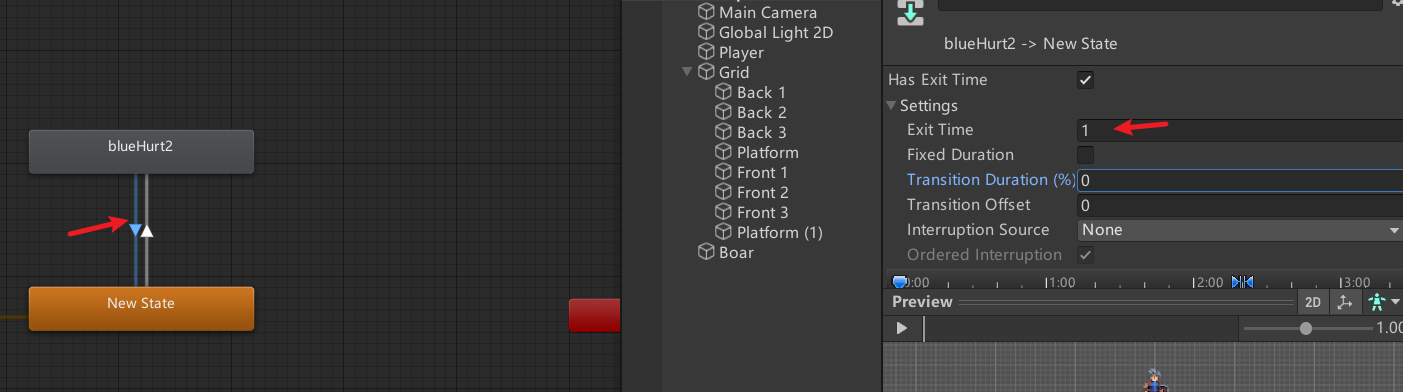 blueHurt2
New State
Main Camera
Global Light 2D
Player
Grid
Back 1
Back 2
Back 3
Platform
Front 1
Front 2
Front 3
Platform (1)
Boar
blueHurt2 -> New State
Has Exit Time
Settings
Exit Time 1
Fixed Duration
Transition Duration (%) 0
Transition Offset 0
Interruption Source None
Ordered Interruption
0:00 1:00 2:00 3:00
Preview 2D
1.00